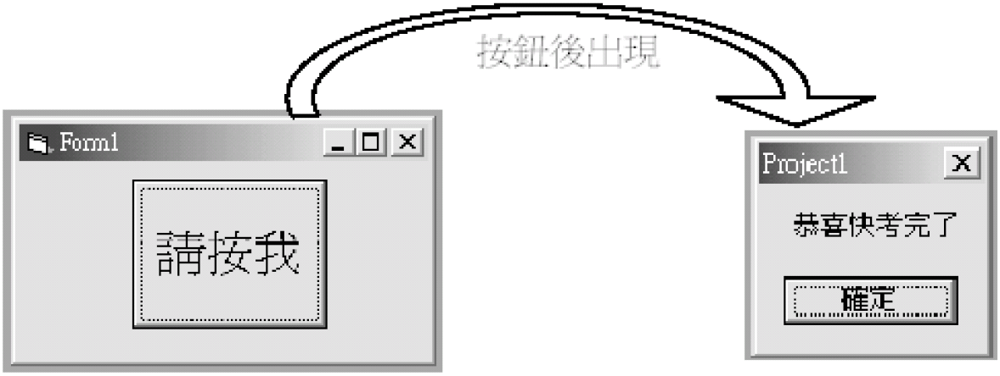 按鈕後出現
Form1
請按我
Project1
恭喜快考完了
確定